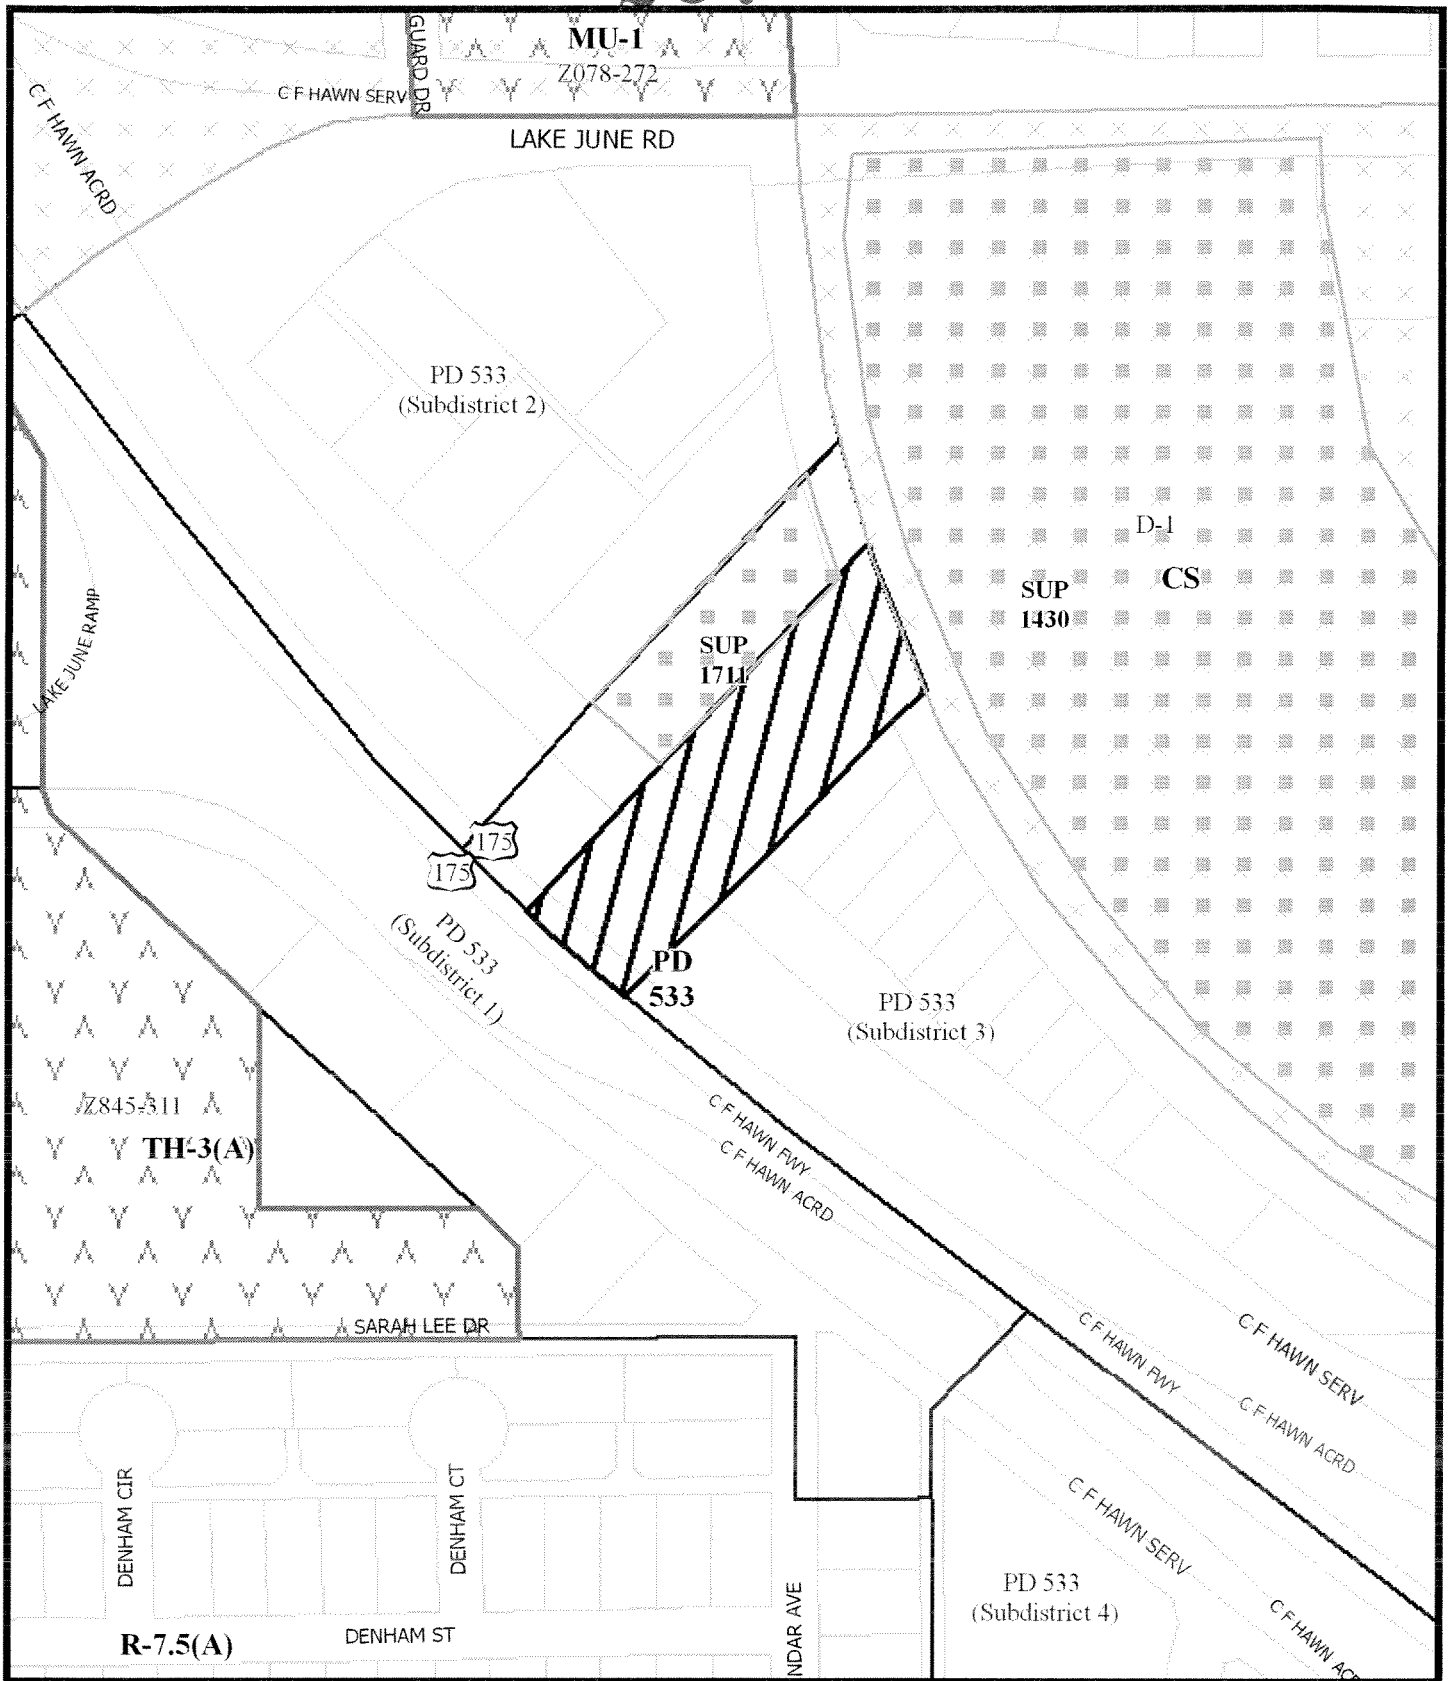 MU-1
Z078-272
GUARD DR
C F HAWN SERV
C F HAWN ACRD
LAKE JUNE RD
PD 533
(Subdistrict 2)
D-1
CS
SUP
1430
SUP
1711
LAKE JUNE RAMP
175
175
PD 533
(Subdistrict 1)
PD
533
PD 533
(Subdistrict 3)
Z845-311
TH-3(A)
C F HAWN FWY
C F HAWN ACRD
SARAH LEE DR
C F HAWN FWY
C F HAWN SERV
C F HAWN ACRD
C F HAWN SERV
DENHAM CIR
DENHAM CT
NDAR AVE
PD 533
(Subdistrict 4)
C F HAWN ACR
R-7.5(A)
DENHAM ST